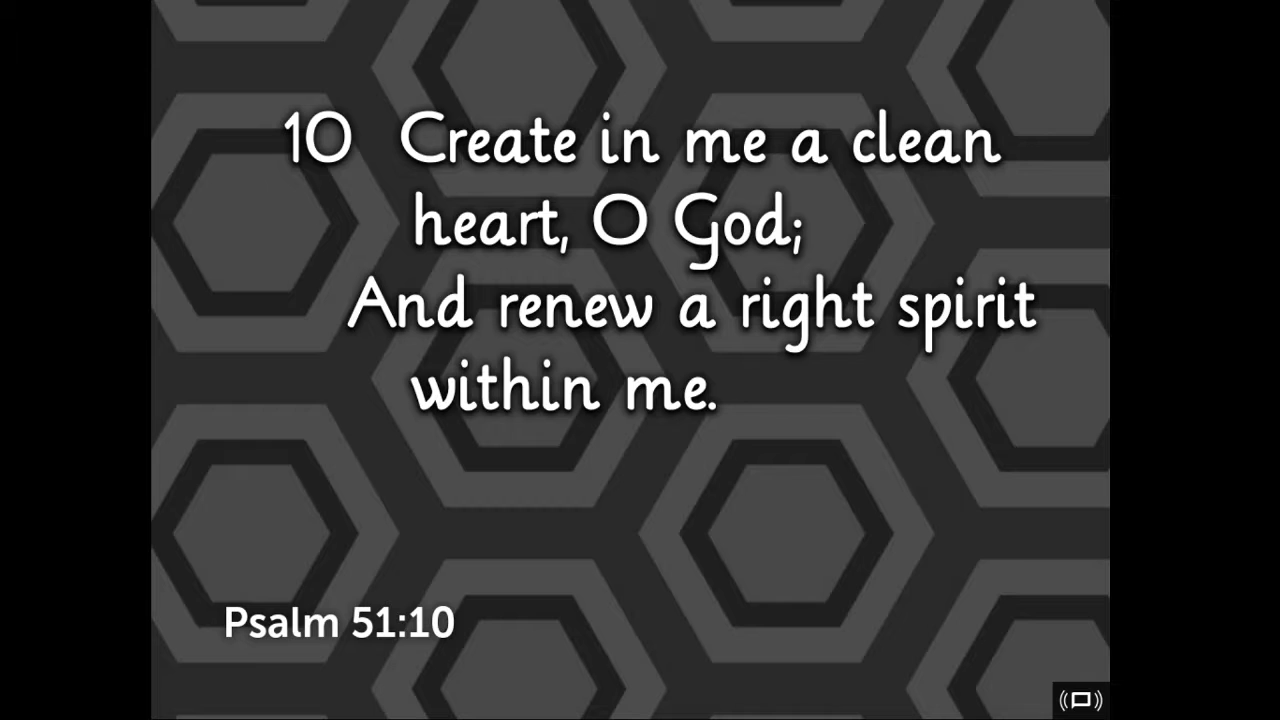 10 Create in me a clean
heart, O God;
And renew a right spirit
within me.
Psalm 51:10